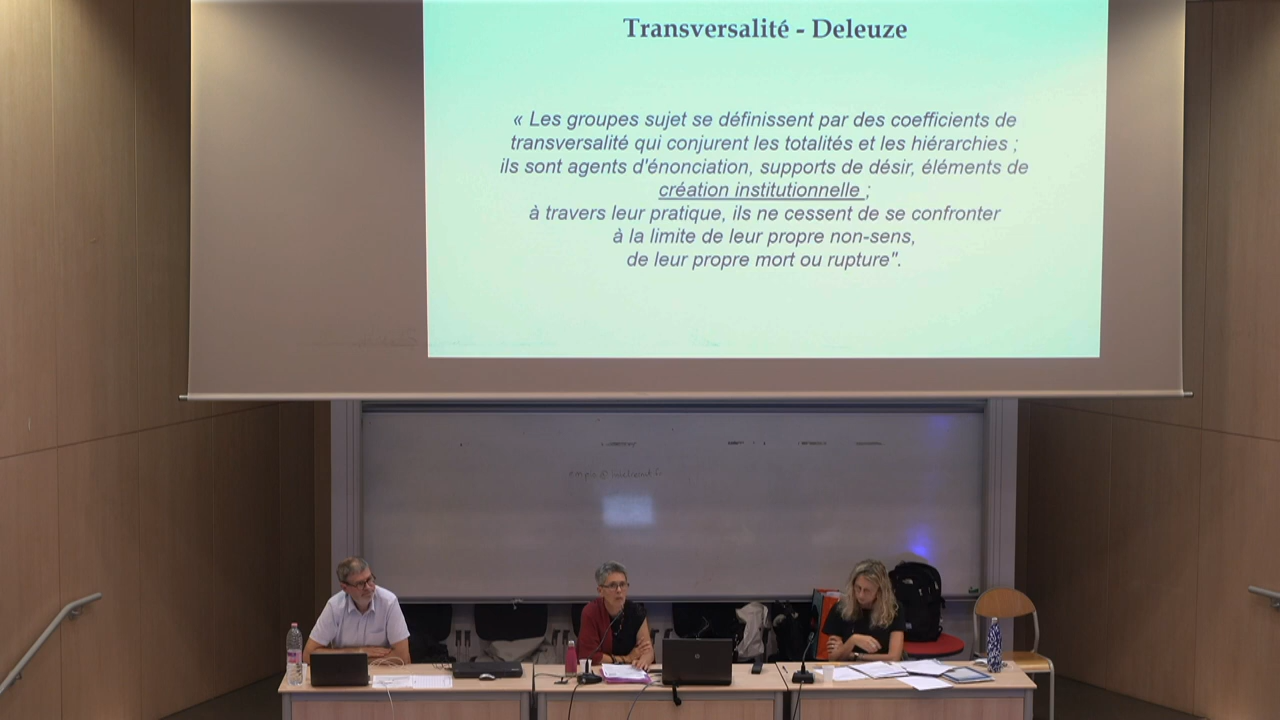 Transversalité - Deleuze
« Les groupes sujet se définissent par des coefficients de
transversalité qui conjurent les totalités et les hiérarchies ;
ils sont agents d'énonciation, supports de désir, éléments de
création institutionnelle ;
à travers leur pratique, ils ne cessent de se confronter
à la limite de leur propre non-sens,
de leur propre mort ou rupture".